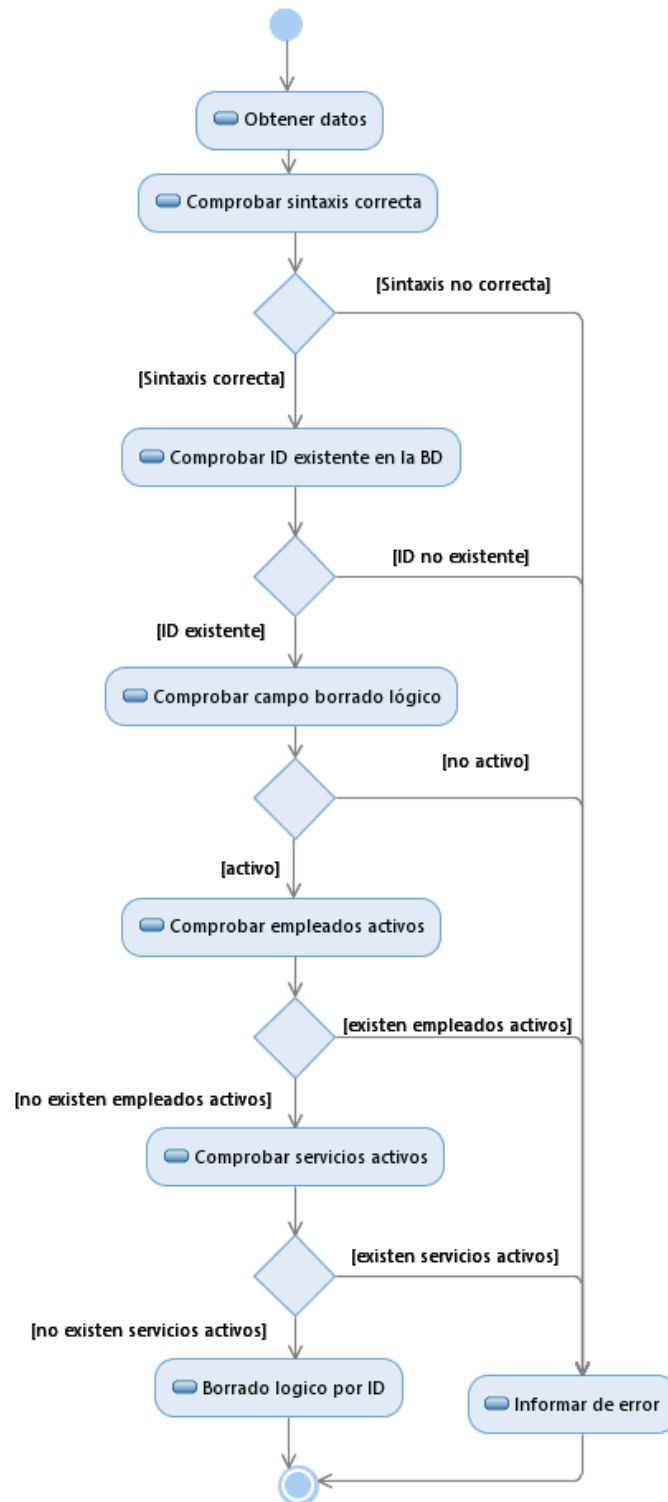 Obtener datos
Comprobar sintaxis correcta
[Sintaxis no correcta]
[Sintaxis correcta]
Comprobar ID existente en la BD
[ID no existente]
[ID existente]
Comprobar campo borrado lógico
[no activo]
[activo]
Comprobar empleados activos
[existen empleados activos]
[no existen empleados activos]
Comprobar servicios activos
[existen servicios activos]
[no existen servicios activos]
Borrado logico por ID
Informar de error